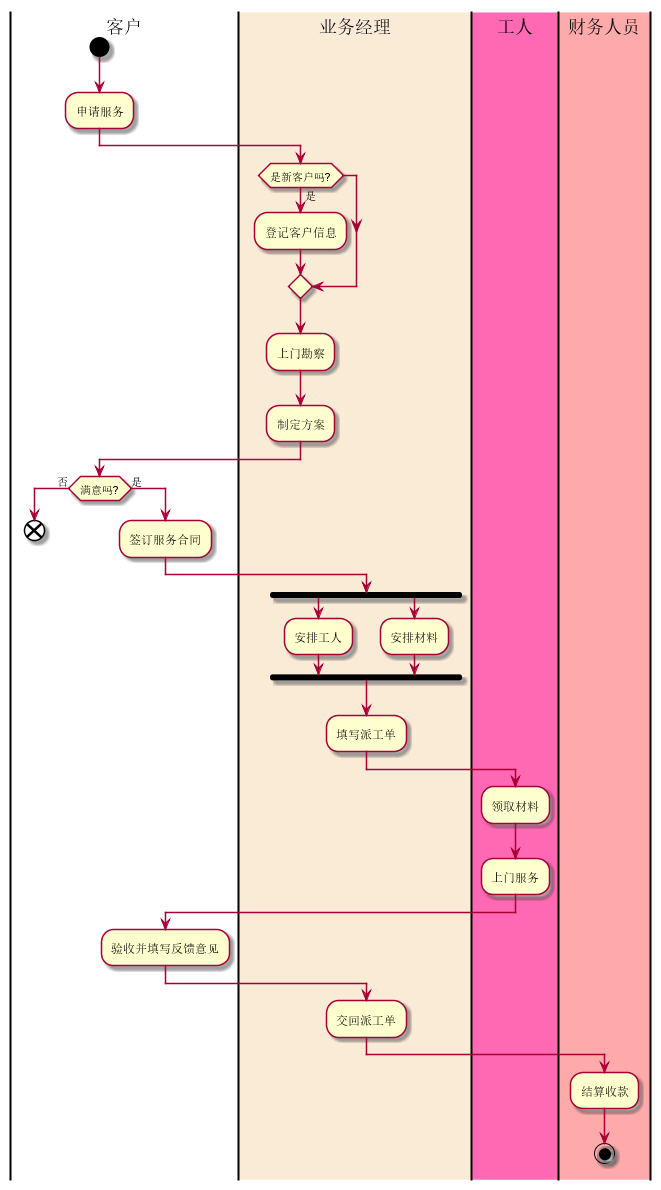 客户
业务经理
工人
财务人员
申请服务
是新客户吗?
是
登记客户信息
上门勘察
制定方案
否
满意吗?
是
签订服务合同
安排工人
安排材料
填写派工单
领取材料
上门服务
验收并填写反馈意见
交回派工单
结算收款